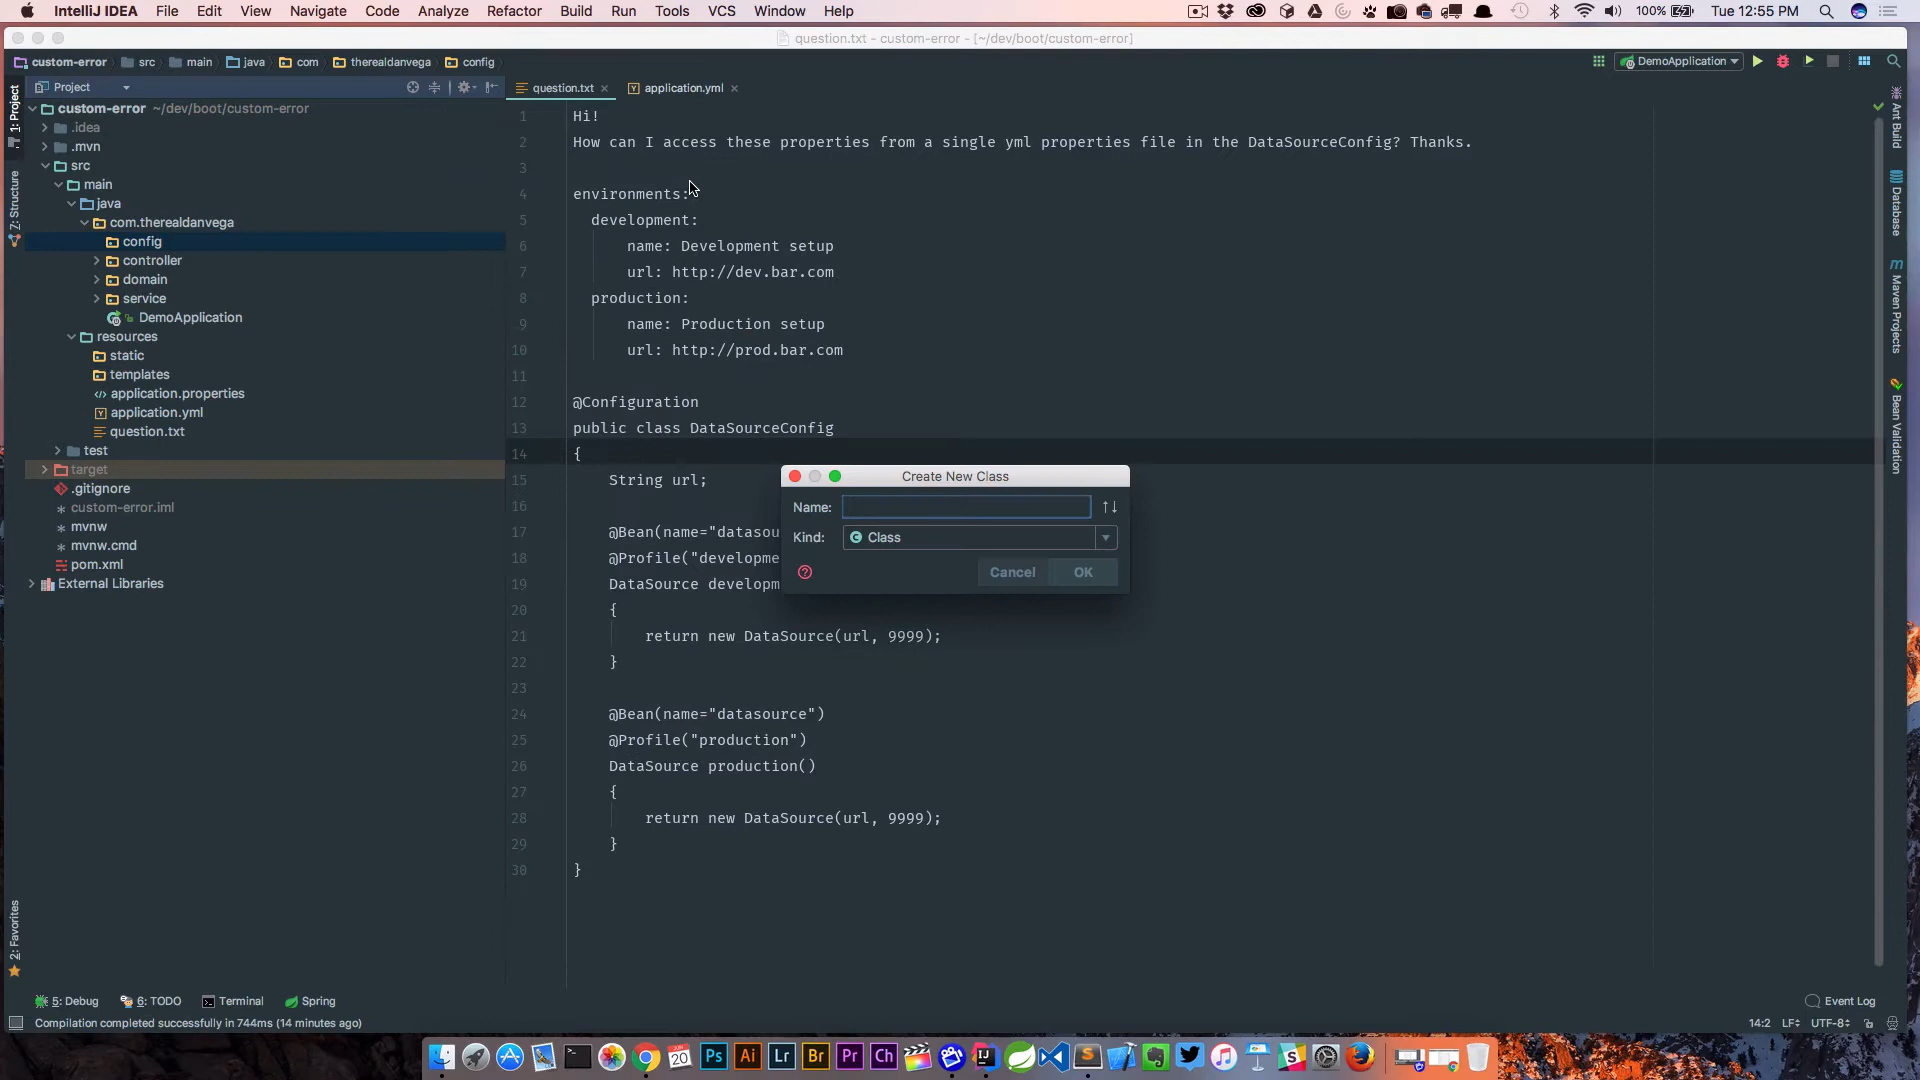 IntelliJ IDEA File Edit View Navigate Code Analyze Refactor Build Run Tools VCS Window Help 100% Tue 12:55 PM
question.txt - custom-error - [~/dev/boot/custom-error]
custom-error src main java com therealdanvega config DemoApplication
Project
question.txt
application.yml
1: Project
Z: Structure
2: Favorites
custom-error ~/dev/boot/custom-error
.idea
.mvn
src
main
java
com.therealdanvega
config
controller
domain
service
DemoApplication
resources
static
templates
application.properties
application.yml
question.txt
test
target
.gitignore
custom-error.iml
mvnw
mvnw.cmd
pom.xml
External Libraries
1 Hi!
2 How can I access these properties from a single yml properties file in the DataSourceConfig? Thanks.
3
4 environments:
5 development:
6 name: Development setup
7 url: http://dev.bar.com
8 production:
9 name: Production setup
10 url: http://prod.bar.com
11
12 @Configuration
13 public class DataSourceConfig
14 {
15 String url;
16
17 @Bean(name="datasou
18 @Profile("developme
19 DataSource developm
20 {
21 return new DataSource(url, 9999);
22 }
23
24 @Bean(name="datasource")
25 @Profile("production")
26 DataSource production()
27 {
28 return new DataSource(url, 9999);
29 }
30 }
Create New Class
Name:
Kind: Class
Cancel OK
Ant Build
Database
Maven Projects
Bean Validation
5: Debug 6: TODO Terminal Spring Event Log
Compilation completed successfully in 744ms (14 minutes ago) 14:2 LF UTF-8
20 Ps Ai Lr Br Pr Ch IJ